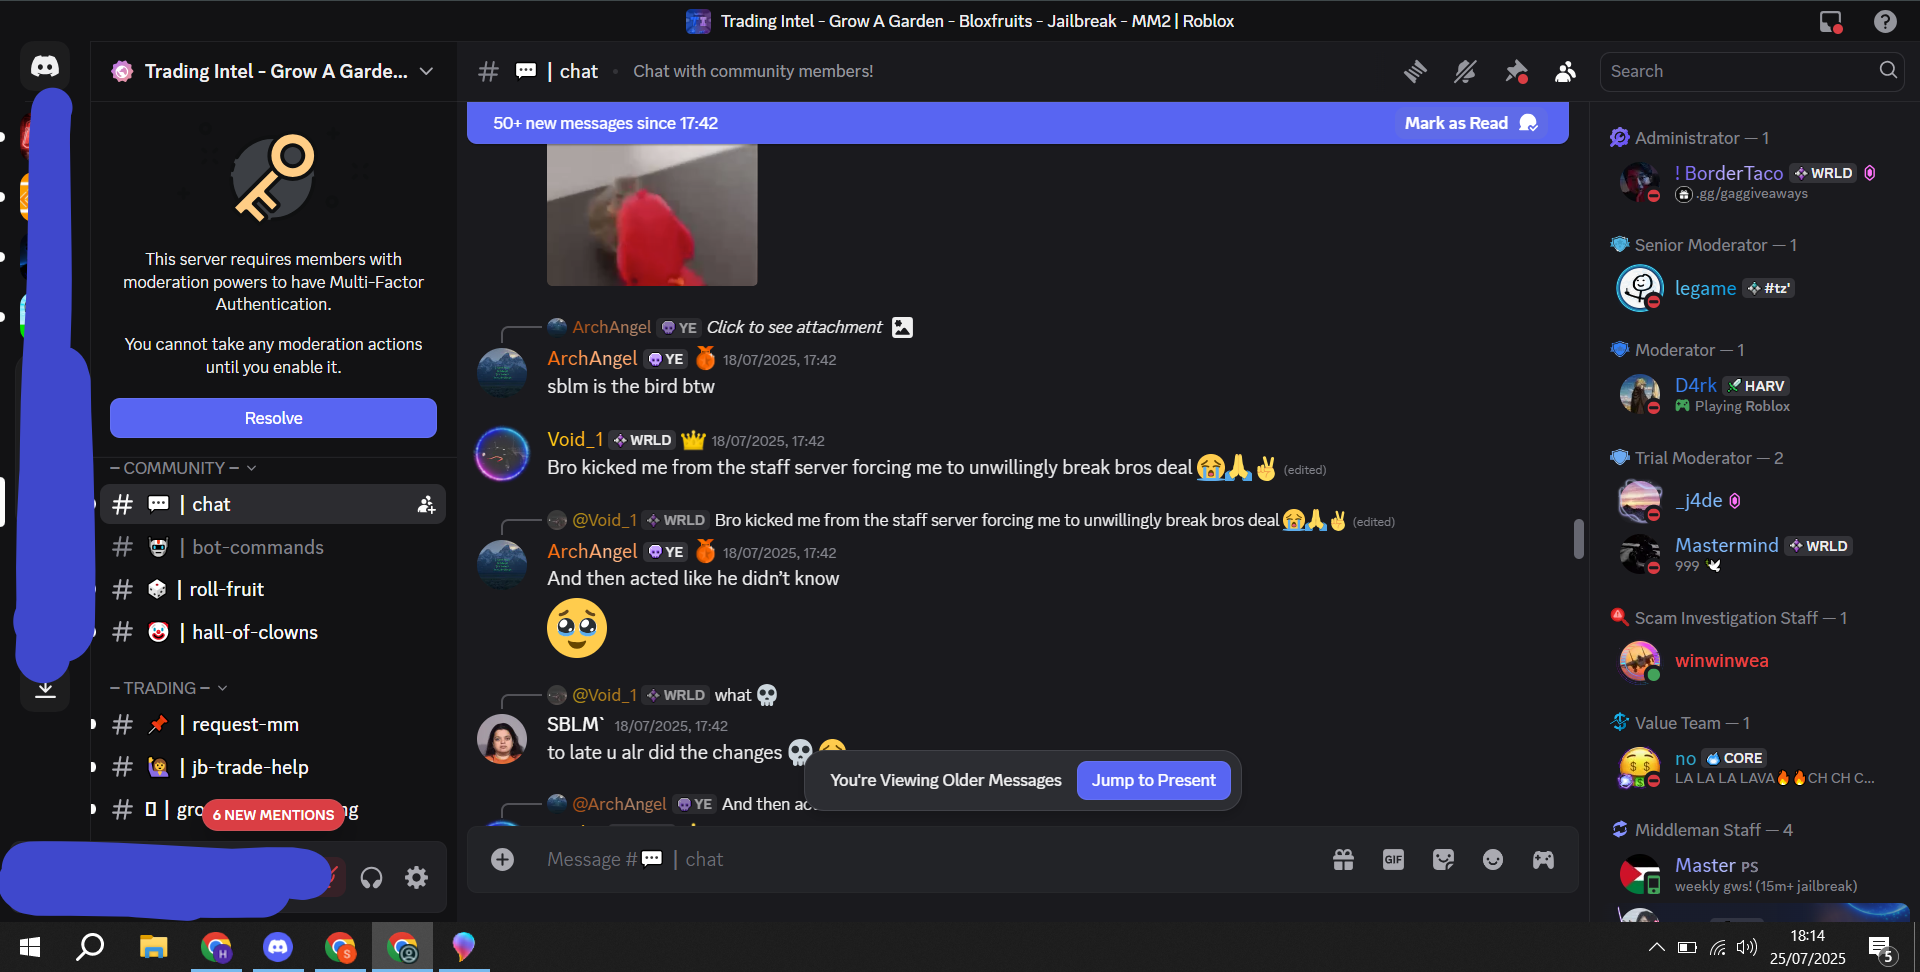 Trading Intel - Grow A Garden - Bloxfruits - Jailbreak - MM2 | Roblox
Trading Intel - Grow A Garde...
This server requires members with
moderation powers to have Multi-Factor
Authentication.
You cannot take any moderation actions
until you enable it.
Resolve
– COMMUNITY –
| chat
| bot-commands
| roll-fruit
| hall-of-clowns
– TRADING –
| request-mm
| jb-trade-help
6 NEW MENTIONS
# | chat
Chat with community members!
Search
50+ new messages since 17:42
Mark as Read
ArchAngel YE Click to see attachment
ArchAngel YE 18/07/2025, 17:42
sblm is the bird btw
Void_1 WRLD 18/07/2025, 17:42
Bro kicked me from the staff server forcing me to unwillingly break bros deal 😭🙏✌ (edited)
@Void_1 WRLD Bro kicked me from the staff server forcing me to unwillingly break bros deal 😭🙏✌ (edited)
ArchAngel YE 18/07/2025, 17:42
And then acted like he didn’t know
🥹
@Void_1 WRLD what 💀
SBLM` 18/07/2025, 17:42
to late u alr did the changes 💀
You're Viewing Older Messages
Jump to Present
@ArchAngel YE And then ac
Message # | chat
GIF
Administrator — 1
! BorderTaco WRLD
.gg/gaggiveaways
Senior Moderator — 1
legame #tz'
Moderator — 1
D4rk HARV
Playing Roblox
Trial Moderator — 2
_j4de
Mastermind WRLD
999 🕊
Scam Investigation Staff — 1
winwinwea
Value Team — 1
no CORE
LA LA LA LAVA🔥🔥CH CH C...
Middleman Staff — 4
Master PS
weekly gws! (15m+ jailbreak)
H
S
18:14
25/07/2025
5